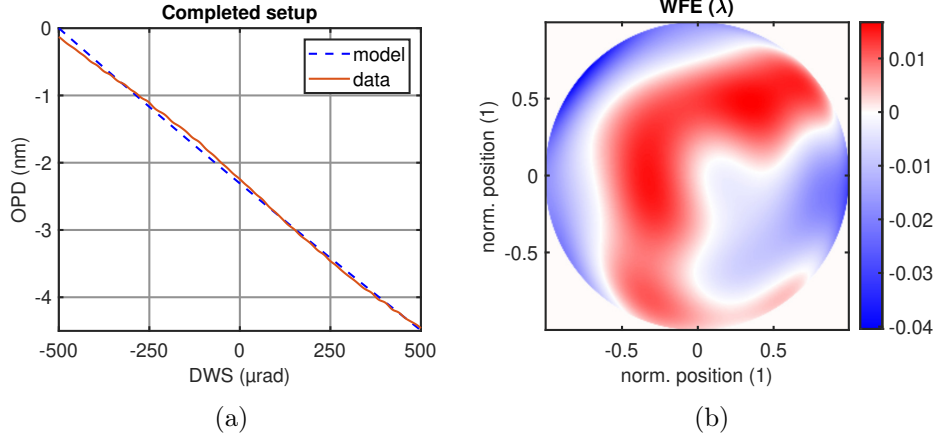 Completed setup
OPD (nm)
0
-1
-2
-3
-4
model
data
-500
-250
0
250
500
DWS (µrad)
(a)
WFE (λ)
norm. position (1)
0.5
0
-0.5
-0.5
0
0.5
norm. position (1)
0.01
0
-0.01
-0.02
-0.03
-0.04
(b)